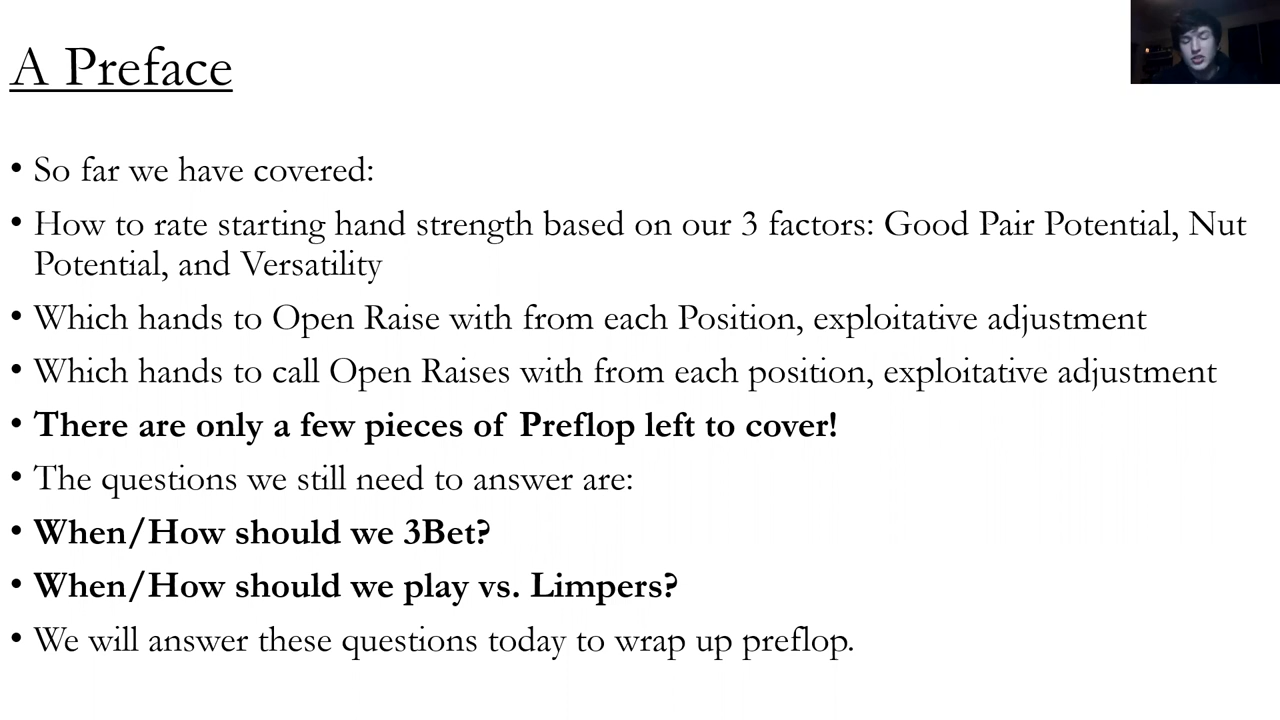 A Preface
• So far we have covered:
• How to rate starting hand strength based on our 3 factors: Good Pair Potential, Nut
Potential, and Versatility
• Which hands to Open Raise with from each Position, exploitative adjustment
• Which hands to call Open Raises with from each position, exploitative adjustment
• There are only a few pieces of Preflop left to cover!
• The questions we still need to answer are:
• When/How should we 3Bet?
• When/How should we play vs. Limpers?
• We will answer these questions today to wrap up preflop.